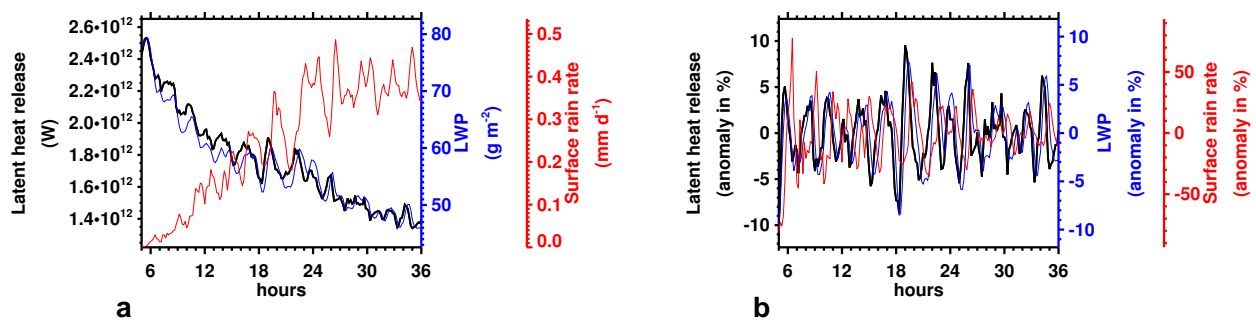 Latent heat release
(W)
2.6•10¹²
2.4•10¹²
2.2•10¹²
2.0•10¹²
1.8•10¹²
1.6•10¹²
1.4•10¹²
6 12 18 24 30 36
hours
80
70
60
50
LWP
(g m⁻²)
0.5
0.4
0.3
0.2
0.1
0.0
Surface rain rate
(mm d⁻¹)
a
Latent heat release
(anomaly in %)
10
5
0
-5
-10
6 12 18 24 30 36
hours
10
5
0
-5
-10
LWP
(anomaly in %)
50
0
-50
Surface rain rate
(anomaly in %)
b